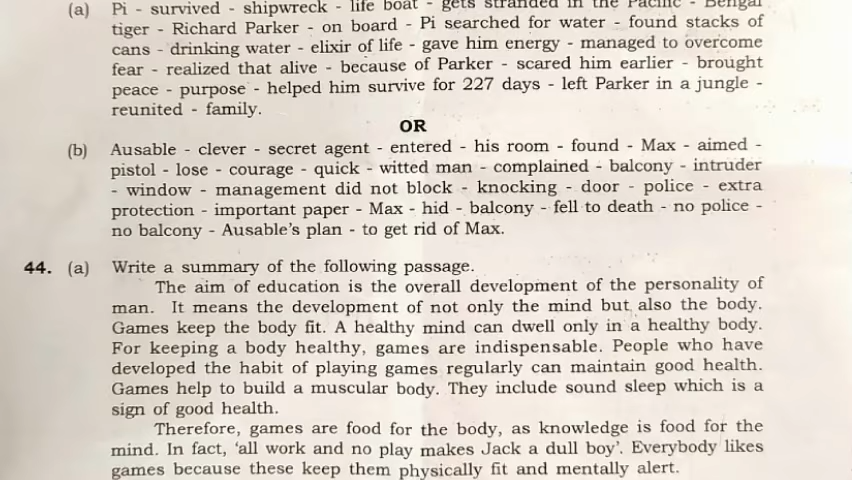 (a) Pi - survived - shipwreck - life boat - gets stranded in the Pacific - Bengal
tiger - Richard Parker - on board - Pi searched for water - found stacks of
cans - drinking water - elixir of life - gave him energy - managed to overcome
fear - realized that alive - because of Parker - scared him earlier - brought
peace - purpose - helped him survive for 227 days - left Parker in a jungle -
reunited - family.
OR
(b) Ausable - clever - secret agent - entered - his room - found - Max - aimed -
pistol - lose - courage - quick - witted man - complained - balcony - intruder
- window - management did not block - knocking - door - police - extra
protection - important paper - Max - hid - balcony - fell to death - no police -
no balcony - Ausable's plan - to get rid of Max.
44. (a) Write a summary of the following passage.
The aim of education is the overall development of the personality of
man. It means the development of not only the mind but also the body.
Games keep the body fit. A healthy mind can dwell only in a healthy body.
For keeping a body healthy, games are indispensable. People who have
developed the habit of playing games regularly can maintain good health.
Games help to build a muscular body. They include sound sleep which is a
sign of good health.
Therefore, games are food for the body, as knowledge is food for the
mind. In fact, 'all work and no play makes Jack a dull boy'. Everybody likes
games because these keep them physically fit and mentally alert.